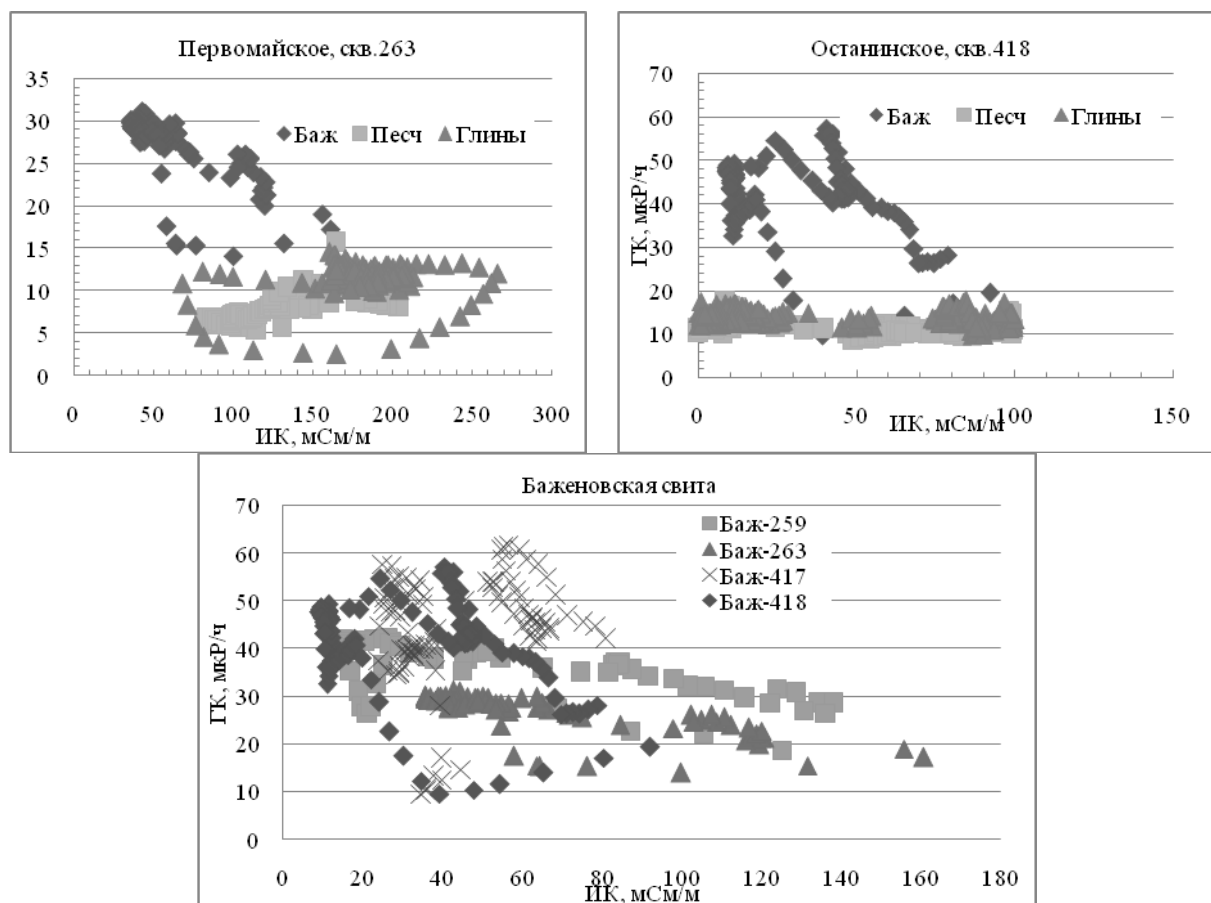 Первомайское, скв.263
35
30
25
20
15
10
5
0
Баж Песч Глины
0 50 100 150 200 250 300
ИК, мСм/м
Останинское, скв.418
ГК, мкР/ч
70
60
50
40
30
20
10
0
Баж Песч Глины
0 50 100 150
ИК, мСм/м
Баженовская свита
ГК, мкР/ч
70
60
50
40
30
20
10
0
Баж-259
Баж-263
Баж-417
Баж-418
0 20 40 60 80 100 120 140 160 180
ИК, мСм/м